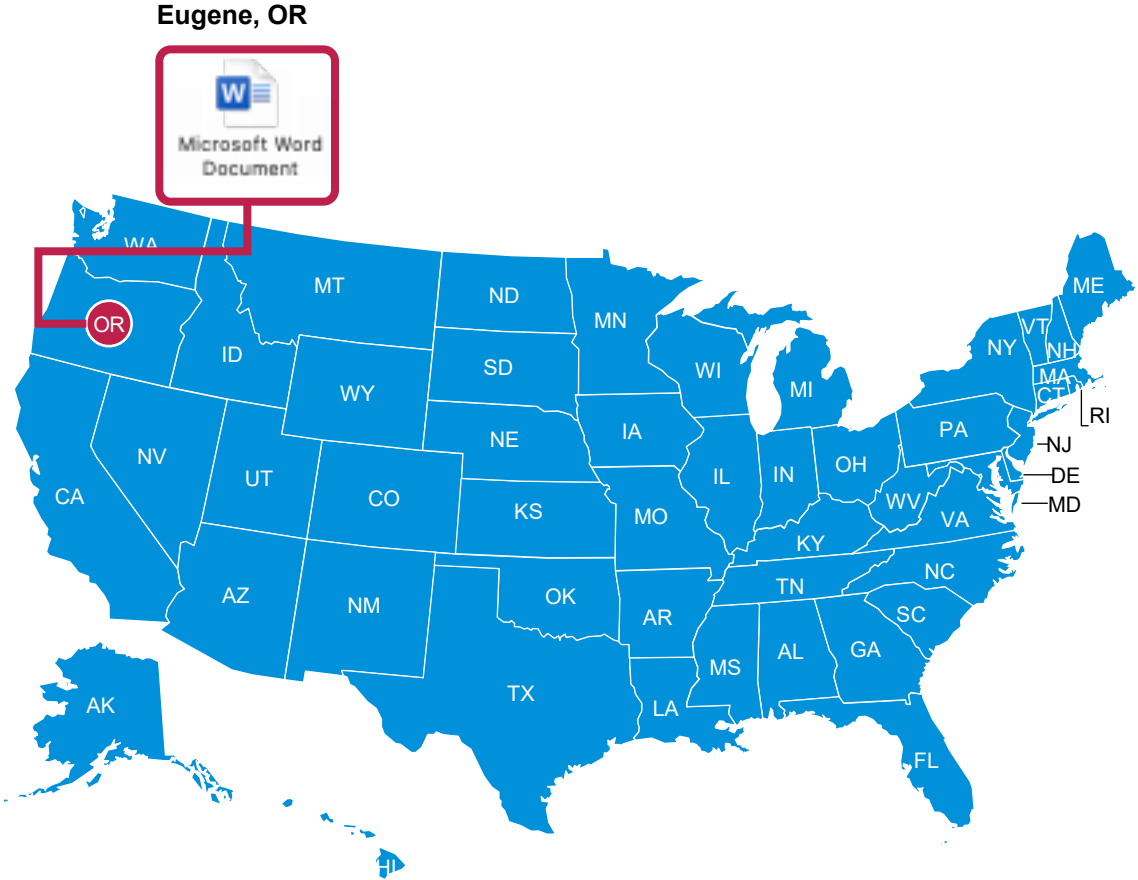 Eugene, OR
W
Microsoft Word
Document
WA
OR
MT
ID
ND
MN
SD
WY
NE
IA
WI
MI
NY
VT
NH
ME
MA
CT
RI
PA
NJ
DE
MD
CA
NV
UT
CO
KS
MO
IL
IN
OH
WV
VA
KY
AZ
NM
OK
AR
TN
NC
SC
TX
LA
MS
AL
GA
FL
AK
HI